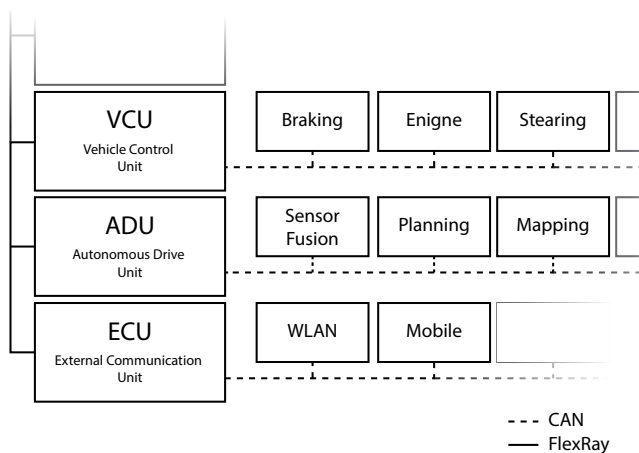 VCU
Vehicle Control
Unit
Braking
Enigne
Stearing
ADU
Autonomous Drive
Unit
Sensor
Fusion
Planning
Mapping
ECU
External Communication
Unit
WLAN
Mobile
CAN
FlexRay